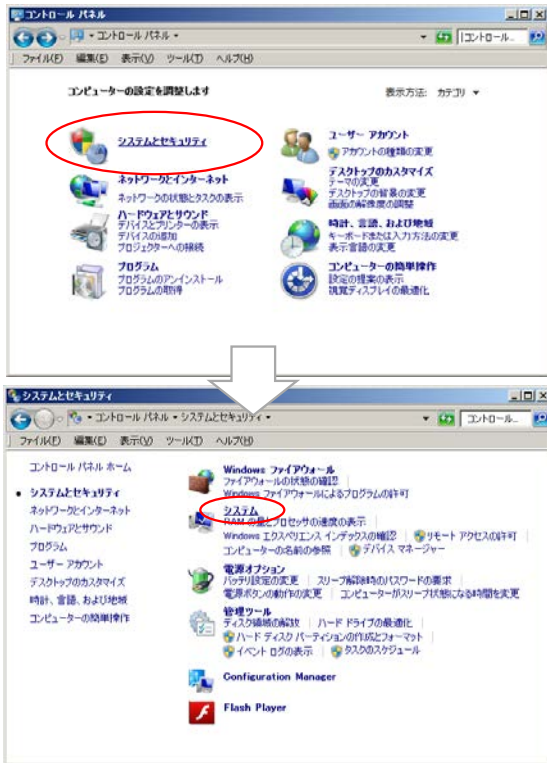 コントロール パネル
コントロール パネル
コントロール...
ファイル(F) 編集(E) 表示(V) ツール(T) ヘルプ(H)
コンピューターの設定を調整します
表示方法: カテゴリ
システムとセキュリティ
ネットワークとインターネット
ネットワークの状態とタスクの表示
ハードウェアとサウンド
デバイスとプリンターの表示
デバイスの追加
プロジェクターへの接続
プログラム
プログラムのアンインストール
プログラムの取得
ユーザー アカウント
アカウントの種類の変更
デスクトップのカスタマイズ
テーマの変更
デスクトップの背景の変更
画面の解像度の調整
時計、言語、および地域
キーボードまたは入力方法の変更
表示言語の変更
コンピューターの簡単操作
設定の提案の表示
視覚ディスプレイの最適化
システムとセキュリティ
コントロール パネル システムとセキュリティ
コントロール...
ファイル(F) 編集(E) 表示(V) ツール(T) ヘルプ(H)
コントロール パネル ホーム
システムとセキュリティ
ネットワークとインターネット
ハードウェアとサウンド
プログラム
ユーザー アカウント
デスクトップのカスタマイズ
時計、言語、および地域
コンピューターの簡単操作
Windows ファイアウォール
ファイアウォールの状態の確認
Windows ファイアウォールによるプログラムの許可
システム
RAM の量とプロセッサの速度の表示
Windows エクスペリエンス インデックスの確認 リモート アクセスの許可
コンピューターの名前の参照 デバイス マネージャー
電源オプション
バッテリ設定の変更 スリープ解除時のパスワードの要求
電源ボタンの動作の変更 コンピューターがスリープ状態になる時間を変更
管理ツール
ディスク領域の解放 ハード ドライブの最適化
ハード ディスク パーティションの作成とフォーマット
イベント ログの表示 タスクのスケジュール
Configuration Manager
Flash Player